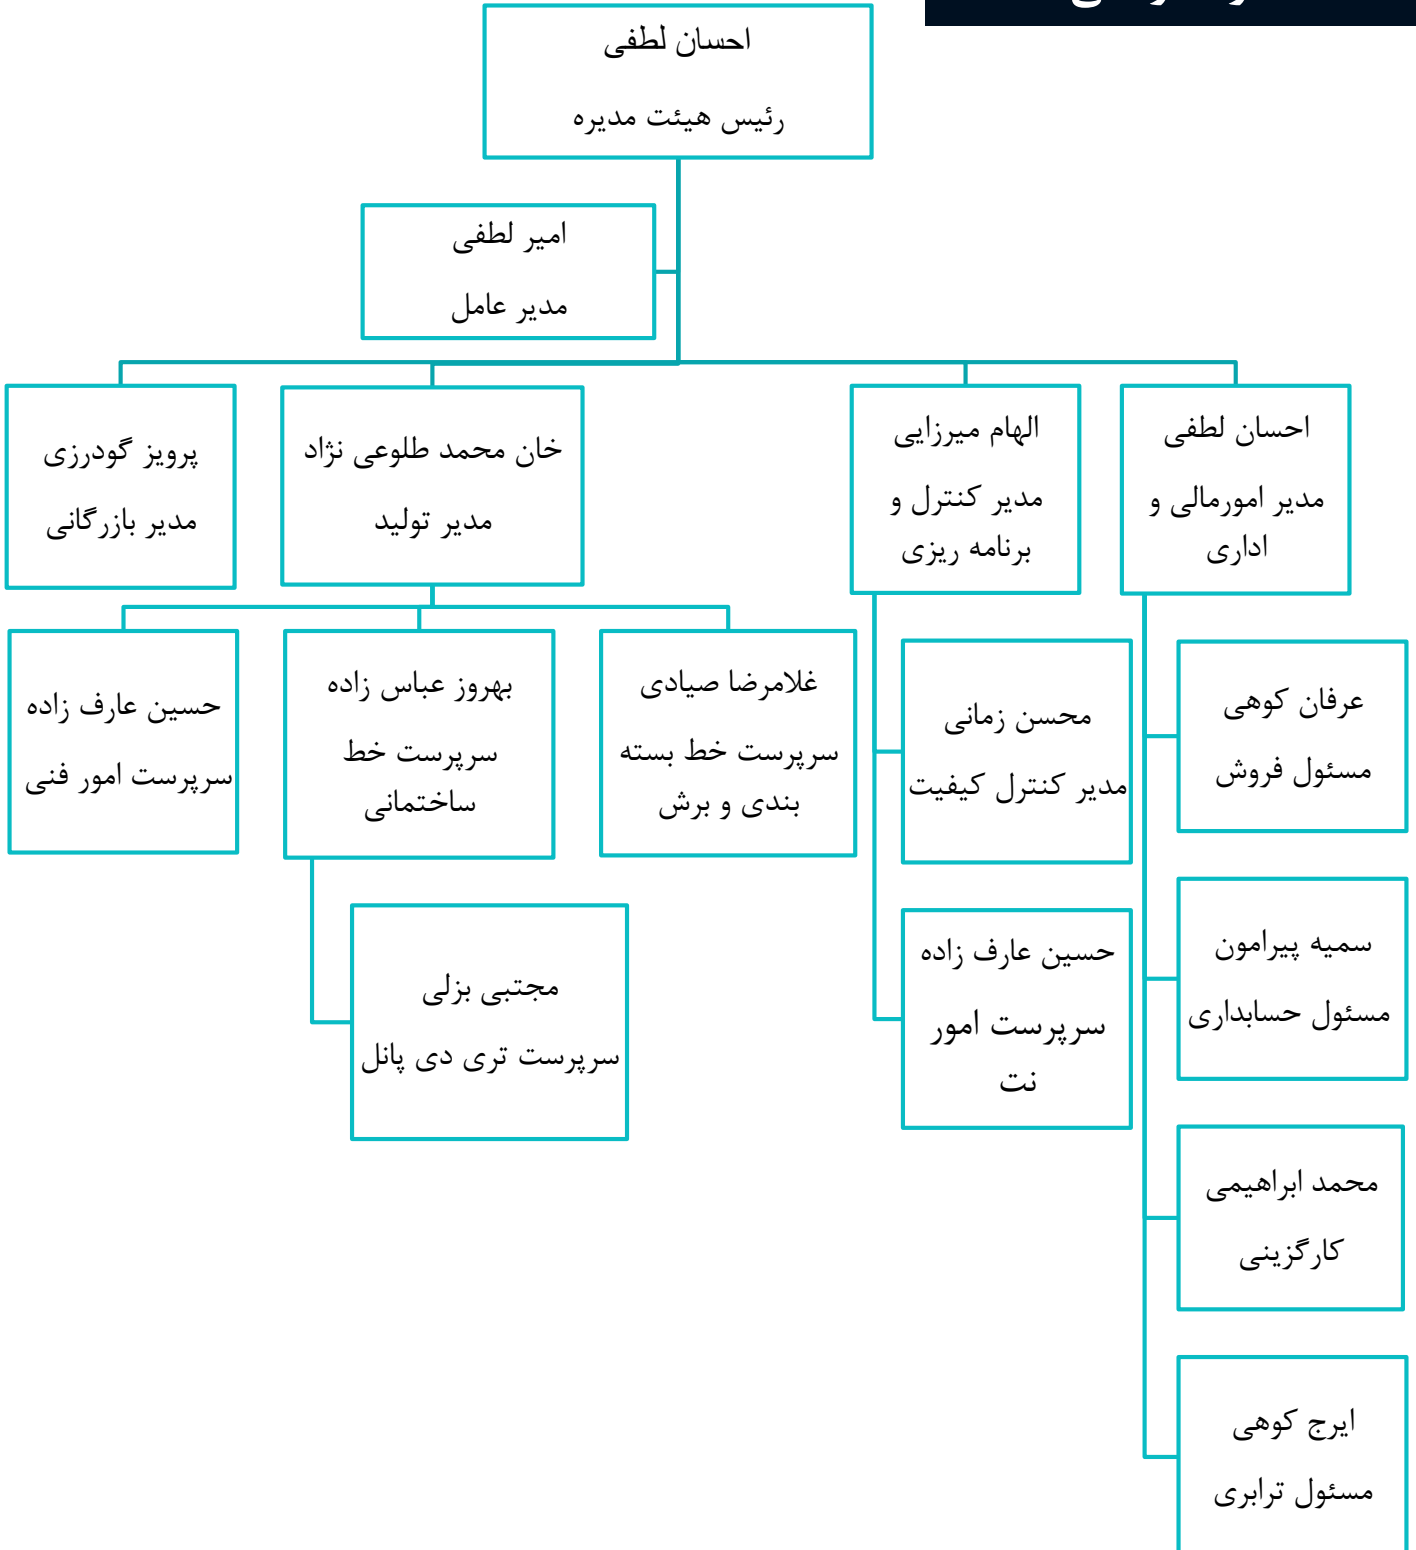 احسان لطفی
رئیس هیئت مدیره
امیر لطفی
مدیر عامل
احسان لطفی
مدیر امورمالی و
اداری
الهام میرزایی
مدیر کنترل و
برنامه ریزی
خان محمد طلوعی نژاد
مدیر تولید
پرویز گودرزی
مدیر بازرگانی
عرفان کوهی
مسئول فروش
سمیه پیرامون
مسئول حسابداری
محمد ابراهیمی
کارگزینی
ایرج کوهی
مسئول ترابری
محسن زمانی
مدیر کنترل کیفیت
حسین عارف زاده
سرپرست امور
نت
غلامرضا صیادی
سرپرست خط بسته
بندی و برش
بهروز عباس زاده
سرپرست خط
ساختمانی
مجتبی بزلی
سرپرست تری دی پانل
حسین عارف زاده
سرپرست امور فنی